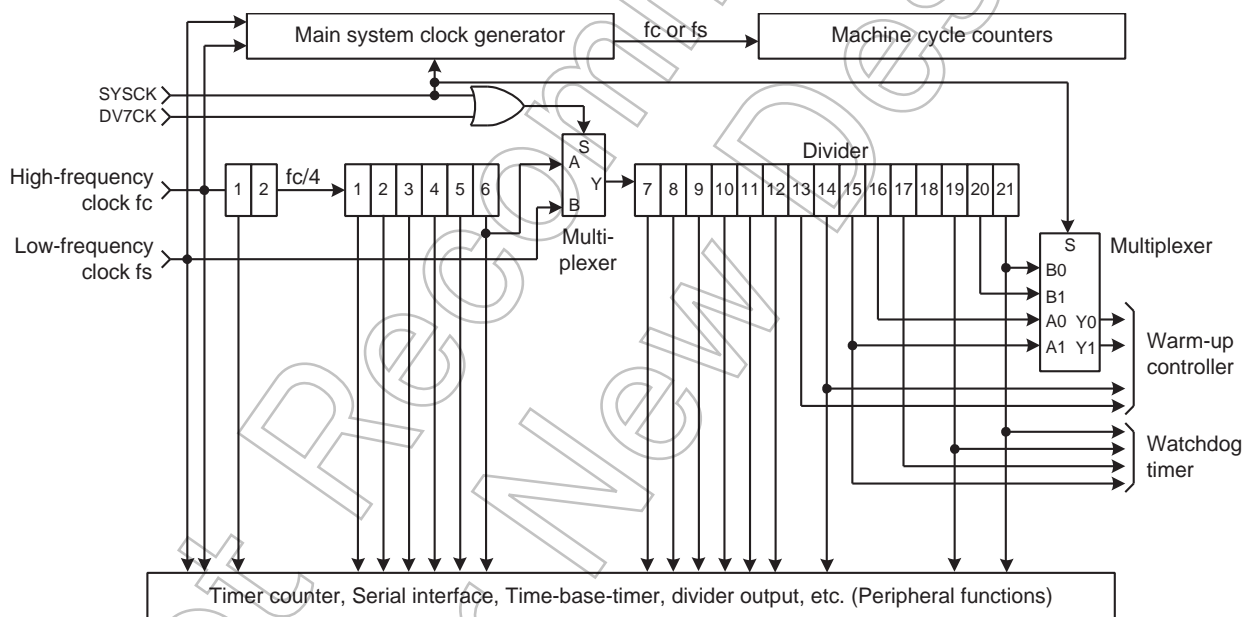 Main system clock generator
fc or fs
Machine cycle counters
SYSCK
DV7CK
High-frequency
clock fc
1 2
fc/4
1 2 3 4 5 6
S
A
B
Y
Multi-
plexer
Divider
7 8 9 10 11 12 13 14 15 16 17 18 19 20 21
Low-frequency
clock fs
S
B0
B1
A0 Y0
A1 Y1
Multiplexer
Warm-up
controller
Watchdog
timer
Timer counter, Serial interface, Time-base-timer, divider output, etc. (Peripheral functions)